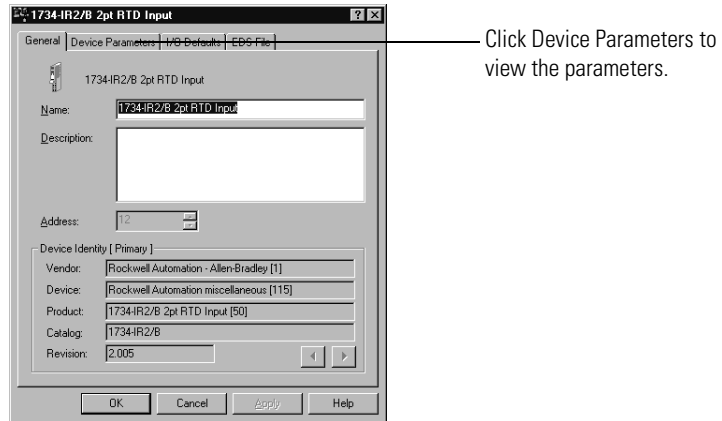 1734-IR2/B 2pt RTD Input
General Device Parameters I/O Defaults EDS File
Click Device Parameters to
view the parameters.
1734-IR2/B 2pt RTD Input
Name: 1734-IR2/B 2pt RTD Input
Description:
Address: 12
Device Identity [ Primary ]
Vendor: Rockwell Automation - Allen-Bradley [1]
Device: Rockwell Automation miscellaneous [115]
Product: 1734-IR2/B 2pt RTD Input [50]
Catalog: 1734-IR2/B
Revision: 2.005
OK Cancel Apply Help